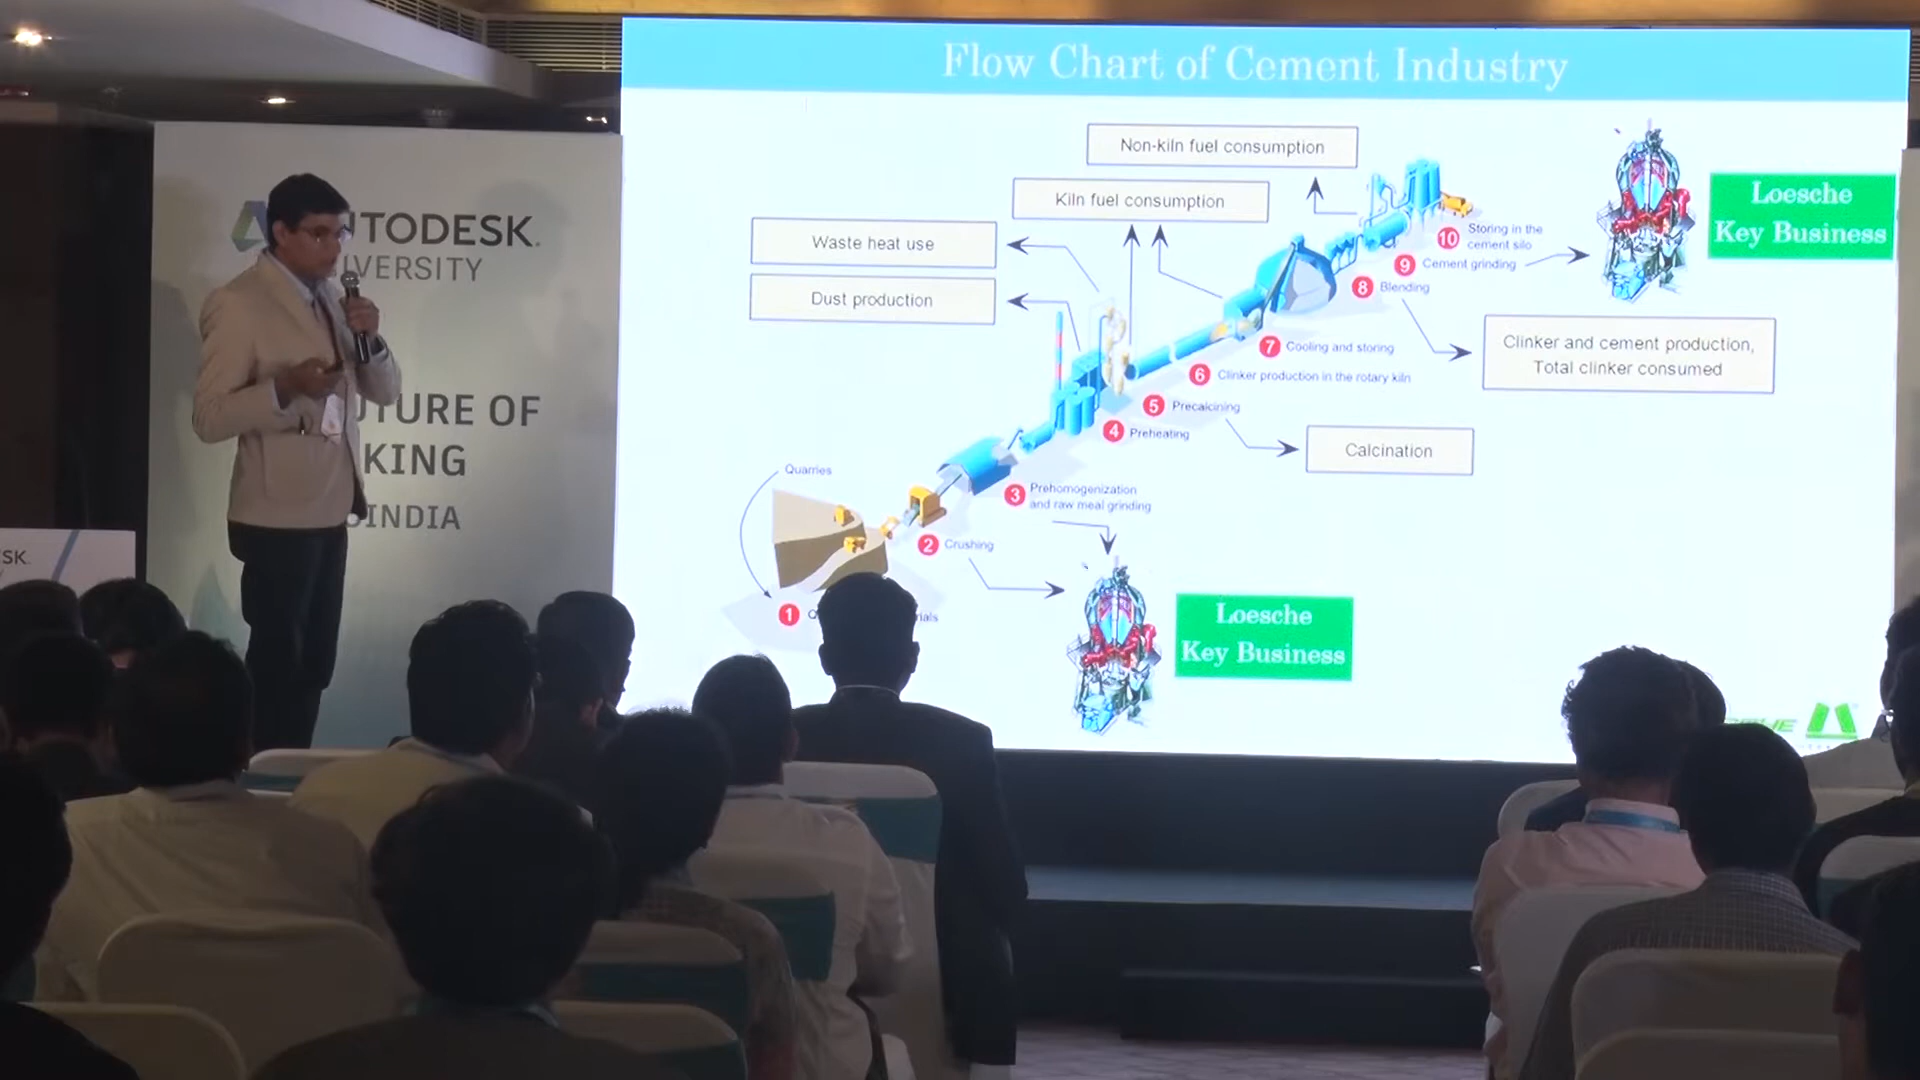 Flow Chart of Cement Industry
Non-kiln fuel consumption
Kiln fuel consumption
Waste heat use
Dust production
Loesche
Key Business
10 Storing in the
cement silo
9 Cement grinding
8 Blending
Clinker and cement production,
Total clinker consumed
7 Cooling and storing
6 Clinker production in the rotary kiln
5 Precalcining
4 Preheating
Calcination
Quarries
3 Prehomogenization
and raw meal grinding
2 Crushing
1
Loesche
Key Business
UTODESK.
IVERSITY
TURE OF
KING
INDIA
SK.